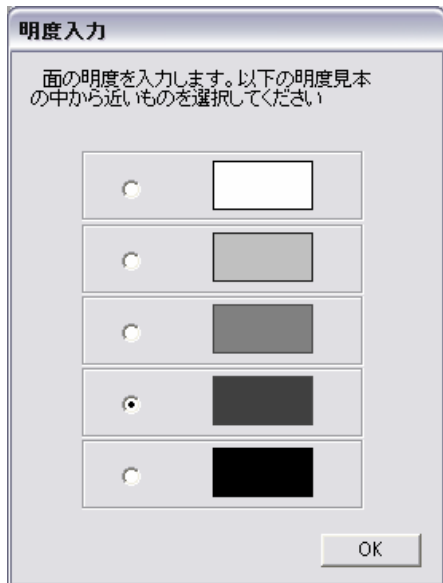 明度入力
面の明度を入力します。以下の明度見本
の中から近いものを選択してください
OK